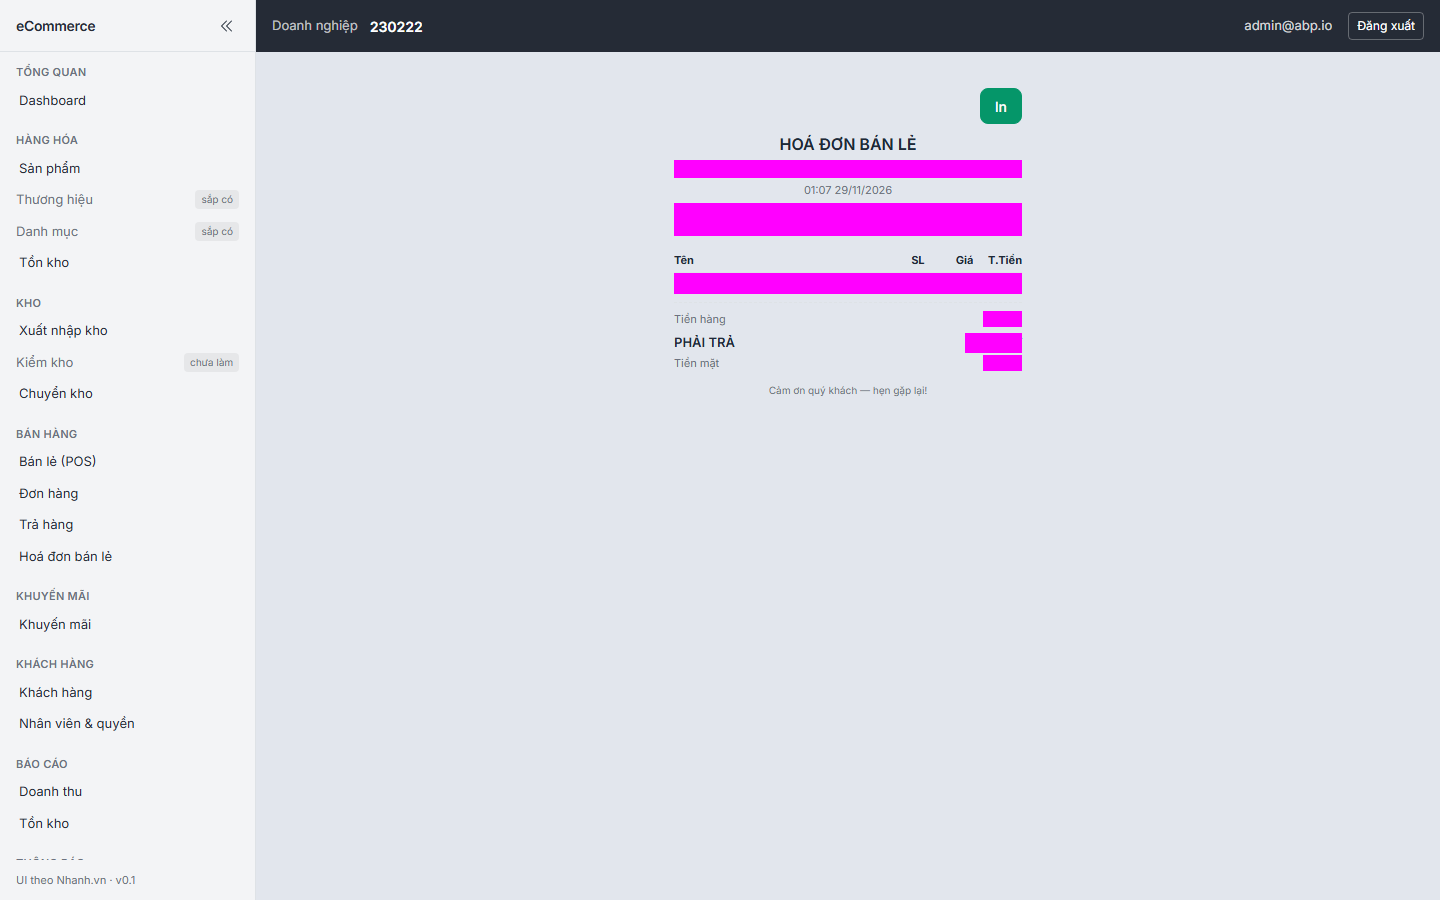 eCommerce
Doanh nghiệp 230222
admin@abp.io
Đăng xuất
TỔNG QUAN
Dashboard
HÀNG HÓA
Sản phẩm
Thương hiệu sắp có
Danh mục sắp có
Tồn kho
KHO
Xuất nhập kho
Kiểm kho chưa làm
Chuyển kho
BÁN HÀNG
Bán lẻ (POS)
Đơn hàng
Trả hàng
Hoá đơn bán lẻ
KHUYẾN MÃI
Khuyến mãi
KHÁCH HÀNG
Khách hàng
Nhân viên & quyền
BÁO CÁO
Doanh thu
Tồn kho
UI theo Nhanh.vn · v0.1
In
HOÁ ĐƠN BÁN LẺ
01:07 29/11/2026
Tên SL Giá T.Tiền
Tiền hàng
PHẢI TRẢ
Tiền mặt
Cảm ơn quý khách — hẹn gặp lại!